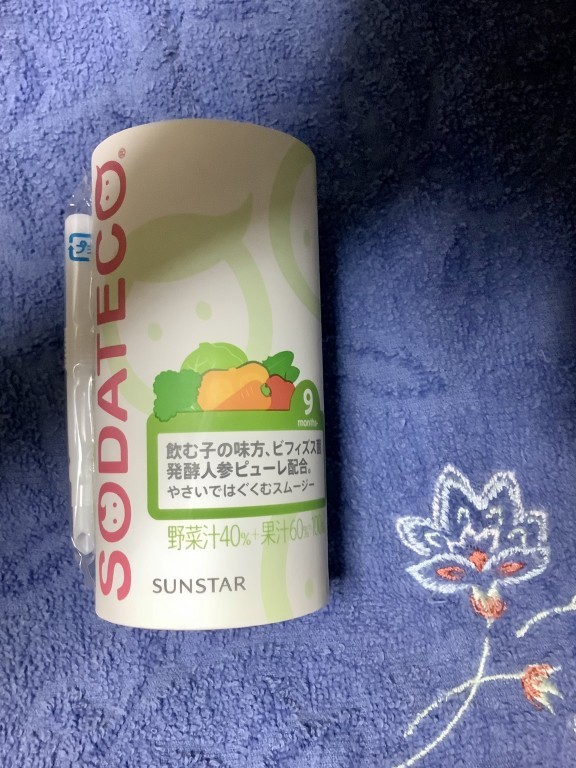 SODATECO®
プラ
9
months~
飲む子の味方、ビフィズス菌
発酵人参ピューレ配合。
やさいではぐくむスムージー
野菜汁40%+果汁60%
SUNSTAR